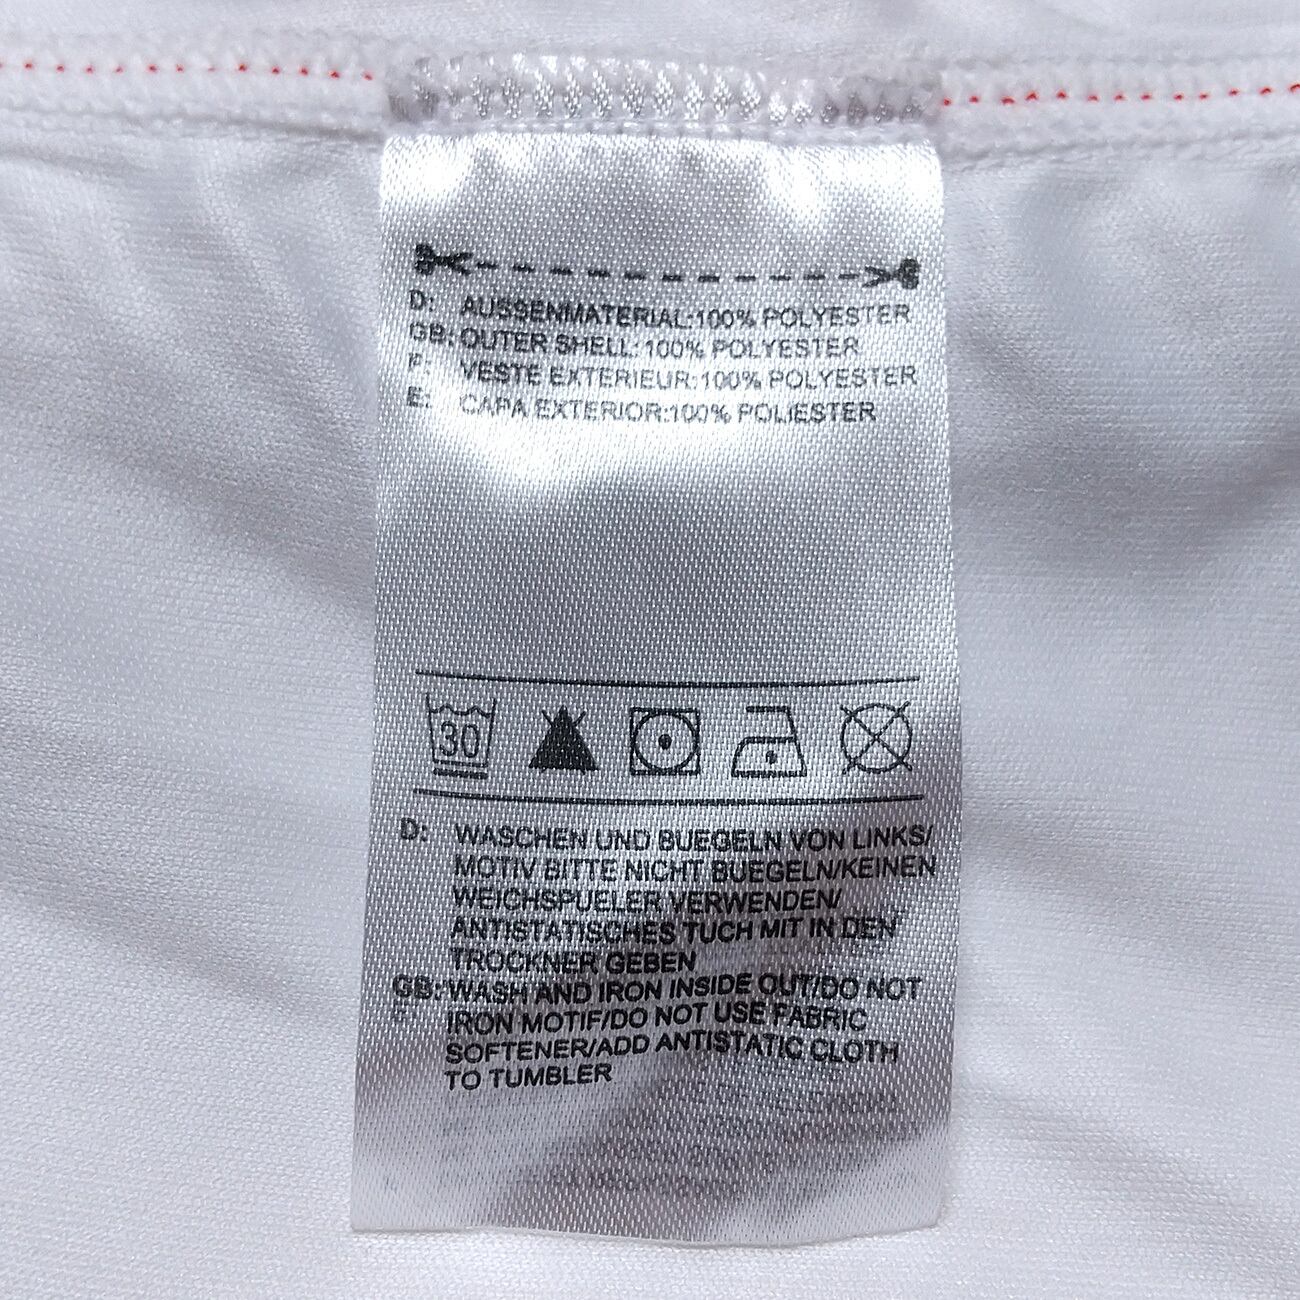 D: AUSSENMATERIAL:100% POLYESTER
GB: OUTER SHELL:100% POLYESTER
F: VESTE EXTERIEUR:100% POLYESTER
E: CAPA EXTERIOR:100% POLIESTER
30
D: WASCHEN UND BUEGELN VON LINKS/
MOTIV BITTE NICHT BUEGELN/KEINEN
WEICHSPUELER VERWENDEN/
ANTISTATISCHES TUCH MIT IN DEN
TROCKNER GEBEN
GB: WASH AND IRON INSIDE OUT/DO NOT
IRON MOTIF/DO NOT USE FABRIC
SOFTENER/ADD ANTISTATIC CLOTH
TO TUMBLER